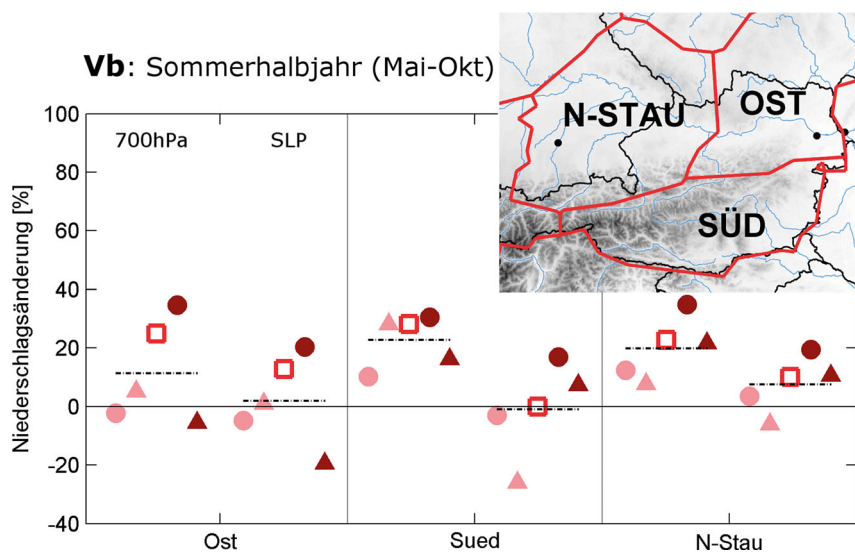 Vb: Sommerhalbjahr (Mai-Okt)
N-STAU
OST
SÜD
Niederschlagsänderung [%]
100
80
60
40
20
0
-20
-40
700hPa SLP
Ost Sued N-Stau